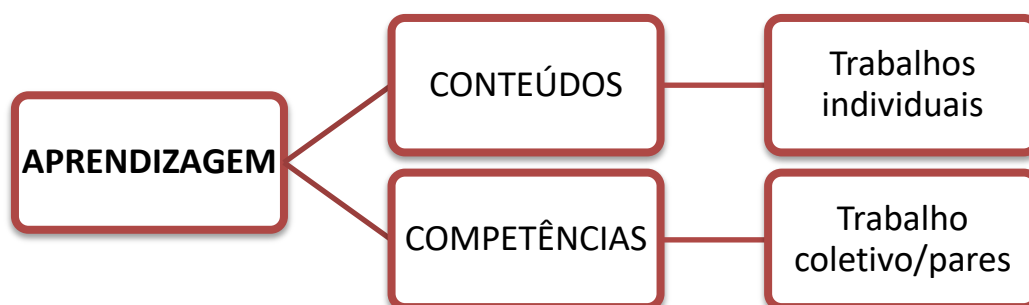 APRENDIZAGEM
CONTEÚDOS
Trabalhos
individuais
COMPETÊNCIAS
Trabalho
coletivo/pares